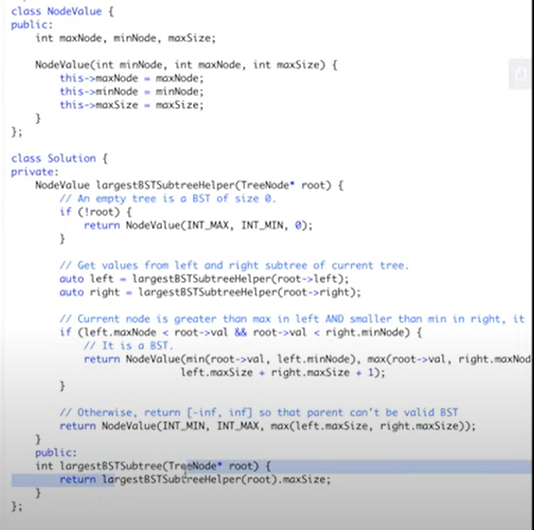 class NodeValue {
public:
    int maxNode, minNode, maxSize;

    NodeValue(int minNode, int maxNode, int maxSize) {
        this->maxNode = maxNode;
        this->minNode = minNode;
        this->maxSize = maxSize;
    }
};

class Solution {
private:
    NodeValue largestBSTSubtreeHelper(TreeNode* root) {
        // An empty tree is a BST of size 0.
        if (!root) {
            return NodeValue(INT_MAX, INT_MIN, 0);
        }

        // Get values from left and right subtree of current tree.
        auto left = largestBSTSubtreeHelper(root->left);
        auto right = largestBSTSubtreeHelper(root->right);

        // Current node is greater than max in left AND smaller than min in right, it
        if (left.maxNode < root->val && root->val < right.minNode) {
            // It is a BST.
            return NodeValue(min(root->val, left.minNode), max(root->val, right.maxNod
                            left.maxSize + right.maxSize + 1);
        }

        // Otherwise, return [-inf, inf] so that parent can't be valid BST
        return NodeValue(INT_MIN, INT_MAX, max(left.maxSize, right.maxSize));
    }
    public:
    int largestBSTSubtree(TreeNode* root) {
        return largestBSTSubtreeHelper(root).maxSize;
    }
};